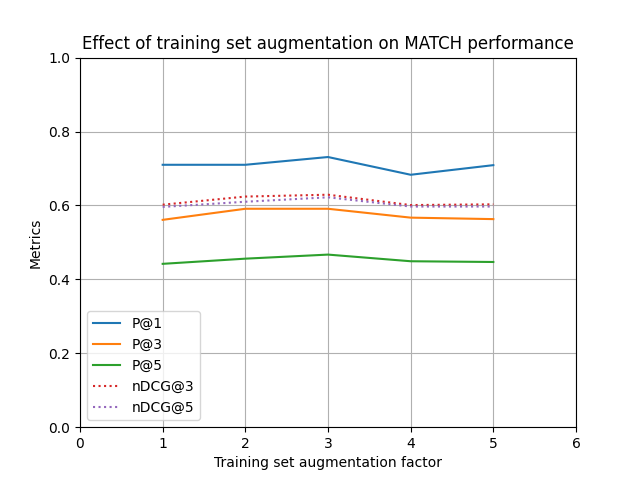 Effect of training set augmentation on MATCH performance
1.0
0.8
0.6
0.4
0.2
0.0
Metrics
P@1
P@3
P@5
nDCG@3
nDCG@5
0 1 2 3 4 5 6
Training set augmentation factor